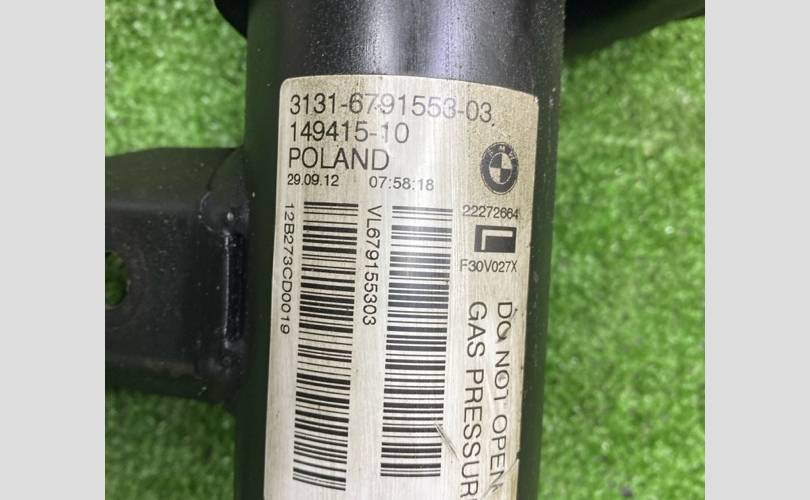 3131-6791553-03
149415-10
POLAND
29.09.12 07:58:18
BMW
22272664
F30V027X
12B273CD0019
VL679155303
DO NOT OPEN
GAS PRESSUR